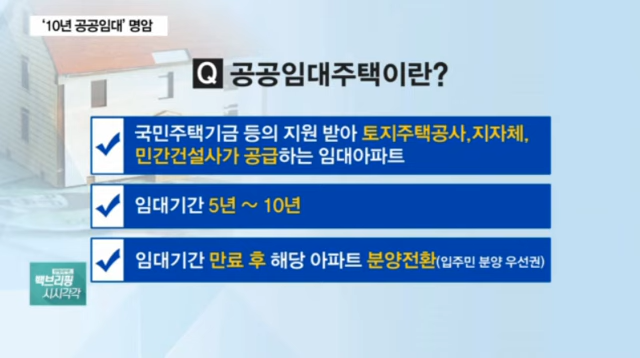 ‘10년 공공임대’ 명암
Q 공공임대주택이란?
국민주택기금 등의 지원 받아 토지주택공사,지자체,
민간건설사가 공급하는 임대아파트
임대기간 5년 ~ 10년
임대기간 만료 후 해당 아파트 분양전환(입주민 분양 우선권)
백브리핑
시시각각